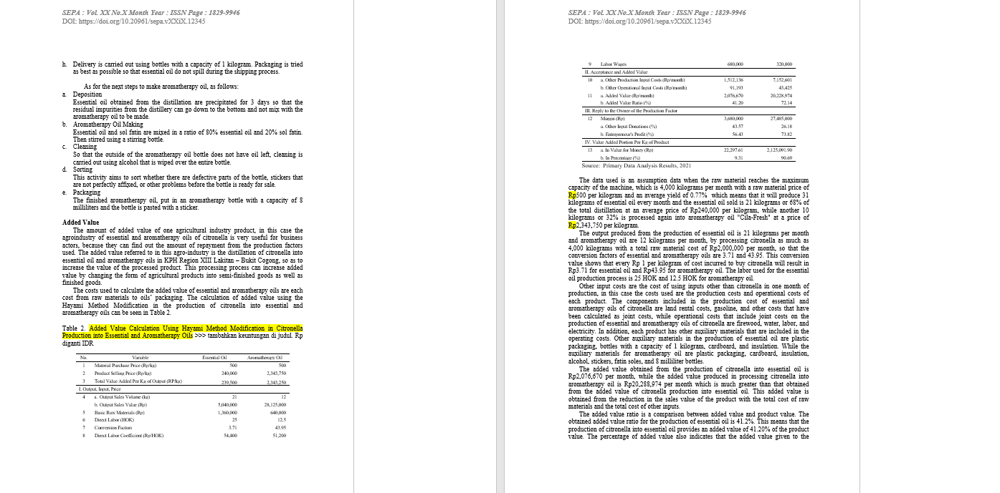 SEPA : Vol. XX No.X Month Year : ISSN Page : 1829-9946
DOI: https://doi.org/10.20961/sepa.vXXiX.12345
h. Delivery is carried out using bottles with a capacity of 1 kilogram. Packaging is tried
as best as possible so that essential oil do not spill during the shipping process.
As for the next steps to make aromatherapy oil, as follows:
a. Deposition
Essential oil obtained from the distillation are precipitated for 3 days so that the
residual impurities from the distillery can go down to the bottom and not mix with the
aromatherapy oil to be made.
b. Aromatherapy Oil Making
Essential oil and sol fatin are mixed in a ratio of 80% essential oil and 20% sol fatin.
Then stirred using a stirring bottle.
c. Cleaning
So that the outside of the aromatherapy oil bottle does not have oil left, cleaning is
carried out using alcohol that is wiped over the entire bottle.
d. Sorting
This activity aims to sort whether there are defective parts of the bottle, stickers that
are not perfectly affixed, or other problems before the bottle is ready for sale.
e. Packaging
The finished aromatherapy oil, put in an aromatherapy bottle with a capacity of 8
milliliters and the bottle is pasted with a sticker.
Added Value
The amount of added value of one agricultural industry product, in this case the
agroindustry of essential and aromatherapy oils of citronella is very useful for business
actors, because they can find out the amount of repayment from the production factors
used. The added value referred to in this agro-industry is the distillation of citronella into
essential oil and aromatherapy oils in KPH Region XIII Lakitan – Bukit Cogong, so as to
increase the value of the processed product. This processing process can increase added
value by changing the form of agricultural products into semi-finished goods as well as
finished goods.
The costs used to calculate the added value of essential and aromatherapy oils are each
cost from raw materials to oils' packaging. The calculation of added value using the
Hayami Method Modification in the production of citronella into essential and
aromatherapy oils can be seen in Table 2.
Table 2. Added Value Calculation Using Hayami Method Modification in Citronella
Production into Essential and Aromatherapy Oils >>> tambahkan keuntungan di judul. Rp
diganti IDR
No. Variable Essential Oil Aromatherapy Oil
1 Material Purchase Price (Rp/kg) 500 500
2 Product Selling Price (Rp/kg) 240,000 2,343,750
3 Total Value Added Per Kg of Output (RP/kg) 239,500 2,343,250
I. Output, Input, Price
4 a. Output Sales Volume (kg) 21 12
b. Output Sales Value (Rp) 5,040,000 28,125,000
5 Basic Raw Materials (Rp) 1,360,000 640,000
6 Direct Labor (HOK) 25 12.5
7 Conversion Factors 3.71 43.95
8 Direct Labor Coefficient (Rp/HOK) 54,400 51,200
SEPA : Vol. XX No.X Month Year : ISSN Page : 1829-9946
DOI: https://doi.org/10.20961/sepa.vXXiX.12345
9 Labor Wages 680,000 320,000
II. Acceptance and Added Value
10 a. Other Production Input Costs (Rp/month) 1,512,136 7,152,601
b. Other Operational Input Costs (Rp/month) 91,193 43,425
11 a. Added Value (Rp/month) 2,076,670 20,228,974
b. Added Value Ratio (%) 41.20 72.14
III. Reply to the Owner of the Production Factor
12 Margin (Rp) 3,680,000 27,485,000
a. Other Input Donations (%) 43.57 26.18
b. Entrepreneur's Profit (%) 56.43 73.82
IV. Value Added Portion Per Kg of Product
13 a. In Value for Money (Rp) 22,297.61 2,125,091.90
b. In Percentage (%) 9.31 90.69
Source: Primary Data Analysis Results, 2021
The data used is an assumption data when the raw material reaches the maximum
capacity of the machine, which is 4,000 kilograms per month with a raw material price of
Rp500 per kilogram and an average yield of 0.77% which means that it will produce 31
kilograms of essential oil every month and the essential oil sold is 21 kilograms or 68% of
the total distillation at an average price of Rp240,000 per kilogram, while another 10
kilograms or 32% is processed again into aromatherapy oil "Cila-Fresh" at a price of
Rp2,343,750 per kilogram.
The output produced from the production of essential oil is 21 kilograms per month
and aromatherapy oil are 12 kilograms per month, by processing citronella as much as
4,000 kilograms with a total raw material cost of Rp2,000,000 per month, so that the
conversion factors of essential and aromatherapy oils are 3.71 and 43.95. This conversion
value shows that every Rp 1 per kilogram of cost incurred to buy citronella will result in
Rp3.71 for essential oil and Rp43.95 for aromatherapy oil. The labor used for the essential
oil production process is 25 HOK and 12.5 HOK for aromatherapy oil.
Other input costs are the cost of using inputs other than citronella in one month of
production, in this case the costs used are the production costs and operational costs of
each product. The components included in the production cost of essential and
aromatherapy oils of citronella are land rental costs, gasoline, and other costs that have
been calculated as joint costs, while operational costs that include joint costs on the
production of essential and aromatherapy oils of citronella are firewood, water, labor, and
electricity. In addition, each product has other auxiliary materials that are included in the
operating costs. Other auxiliary materials in the production of essential oil are plastic
packaging, bottles with a capacity of 1 kilogram, cardboard, and insulation. While the
auxiliary materials for aromatherapy oil are plastic packaging, cardboard, insulation,
alcohol, stickers, fatin soles, and 8 milliliter bottles.
The added value obtained from the production of citronella into essential oil is
Rp2,076,670 per month, while the added value produced in processing citronella into
aromatherapy oil is Rp20,288,974 per month which is much greater than that obtained
from the added value of citronella production into essential oil. This added value is
obtained from the reduction in the sales value of the product with the total cost of raw
materials and the total cost of other inputs.
The added value ratio is a comparison between added value and product value. The
obtained added value ratio for the production of essential oil is 41.2%. This means that the
production of citronella into essential oil provides an added value of 41.20% of the product
value. The percentage of added value also indicates that the added value given to the